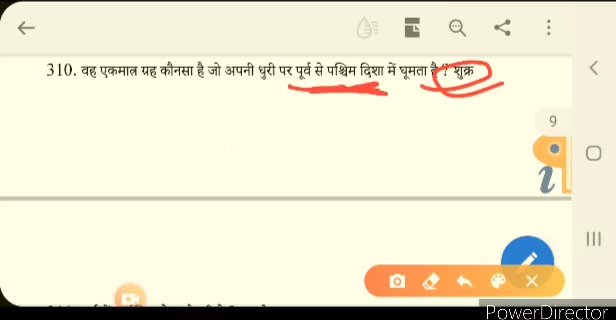 310. वह एकमात्र ग्रह कौनसा है जो अपनी धुरी पर पूर्व से पश्चिम दिशा में घूमता है ? शुक्र
9
PowerDirector